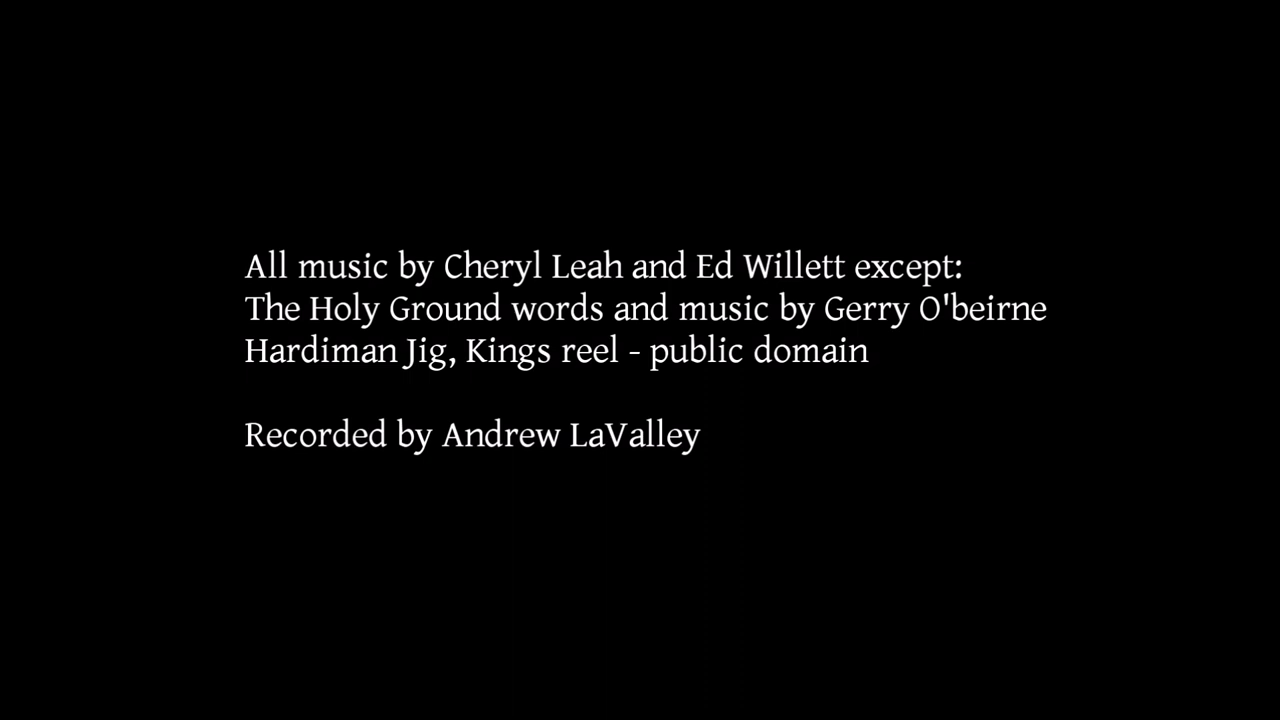 All music by Cheryl Leah and Ed Willett except:
The Holy Ground words and music by Gerry O'beirne
Hardiman Jig, Kings reel - public domain
Recorded by Andrew LaValley